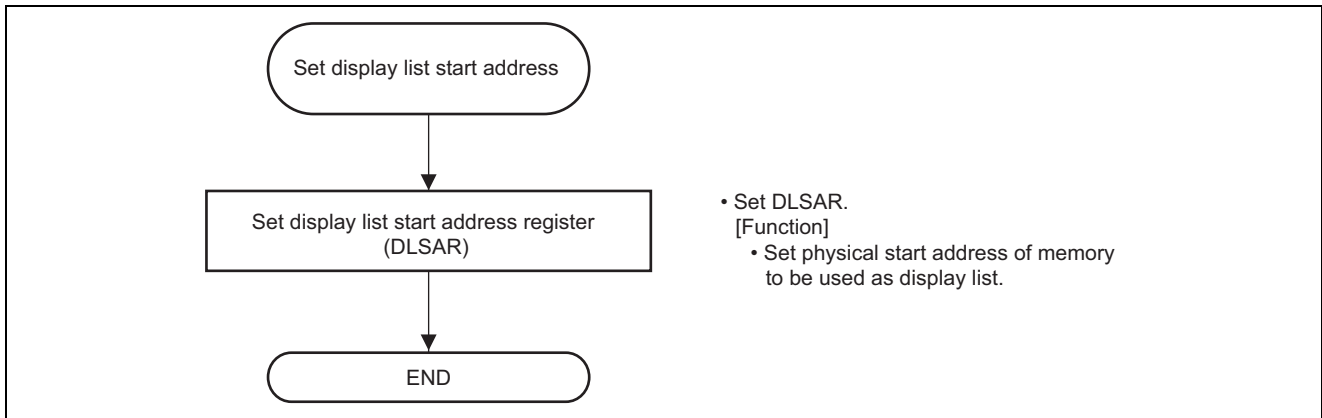 Set display list start address
Set display list start address register
(DLSAR)
• Set DLSAR.
[Function]
• Set physical start address of memory
to be used as display list.
END